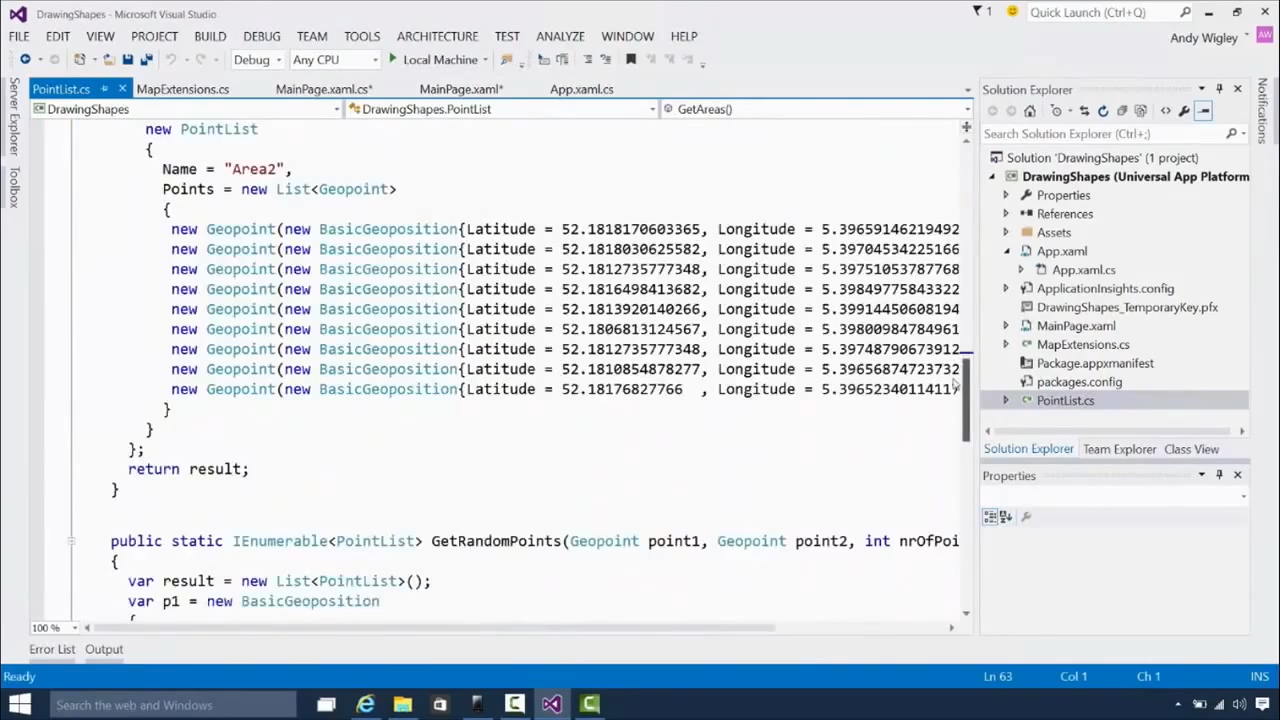 DrawingShapes - Microsoft Visual Studio
1
Quick Launch (Ctrl+Q)
FILE EDIT VIEW PROJECT BUILD DEBUG TEAM TOOLS ARCHITECTURE TEST ANALYZE WINDOW HELP
Andy Wigley
AW
Debug
Any CPU
Local Machine
Server Explorer
Toolbox
PointList.cs
MapExtensions.cs
MainPage.xaml.cs*
MainPage.xaml*
App.xaml.cs
DrawingShapes
DrawingShapes.PointList
GetAreas()
new PointList
{
Name = "Area2",
Points = new List<Geopoint>
{
new Geopoint(new BasicGeoposition{Latitude = 52.1818170603365, Longitude = 5.39659146219492
new Geopoint(new BasicGeoposition{Latitude = 52.1818030625582, Longitude = 5.39704534225166
new Geopoint(new BasicGeoposition{Latitude = 52.1812735777348, Longitude = 5.39751053787768
new Geopoint(new BasicGeoposition{Latitude = 52.1816498413682, Longitude = 5.39849775843322
new Geopoint(new BasicGeoposition{Latitude = 52.1813920140266, Longitude = 5.39914450608194
new Geopoint(new BasicGeoposition{Latitude = 52.1806813124567, Longitude = 5.39800984784961
new Geopoint(new BasicGeoposition{Latitude = 52.1812735777348, Longitude = 5.39748790673912
new Geopoint(new BasicGeoposition{Latitude = 52.1810854878277, Longitude = 5.39656874723732
new Geopoint(new BasicGeoposition{Latitude = 52.18176827766 , Longitude = 5.39652340114119
}
}
};
return result;
}
public static IEnumerable<PointList> GetRandomPoints(Geopoint point1, Geopoint point2, int nrOfPoi
{
var result = new List<PointList>();
var p1 = new BasicGeoposition
{
100 %
Error List Output
Solution Explorer
Search Solution Explorer (Ctrl+;)
Solution 'DrawingShapes' (1 project)
DrawingShapes (Universal App Platform
Properties
References
Assets
App.xaml
App.xaml.cs
ApplicationInsights.config
DrawingShapes_TemporaryKey.pfx
MainPage.xaml
MapExtensions.cs
Package.appxmanifest
packages.config
PointList.cs
Solution Explorer Team Explorer Class View
Properties
Notifications
Ready
Ln 63
Col 1
Ch 1
INS
Search the web and Windows